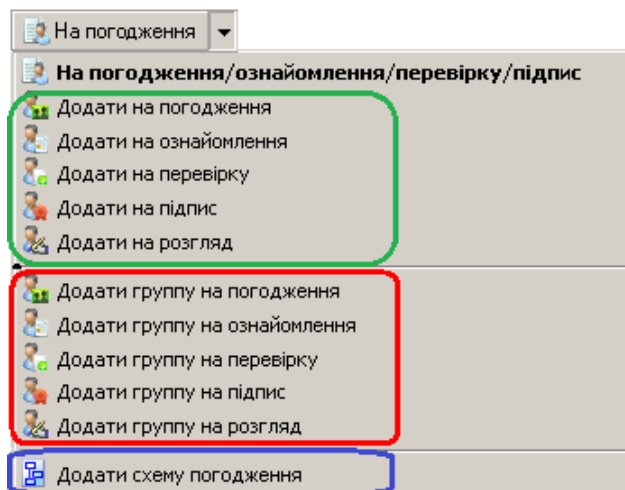 На погодження
На погодження/ознайомлення/перевірку/підпис
Додати на погодження
Додати на ознайомлення
Додати на перевірку
Додати на підпис
Додати на розгляд
Додати группу на погодження
Додати группу на ознайомлення
Додати группу на перевірку
Додати группу на підпис
Додати группу на розгляд
Додати схему погодження